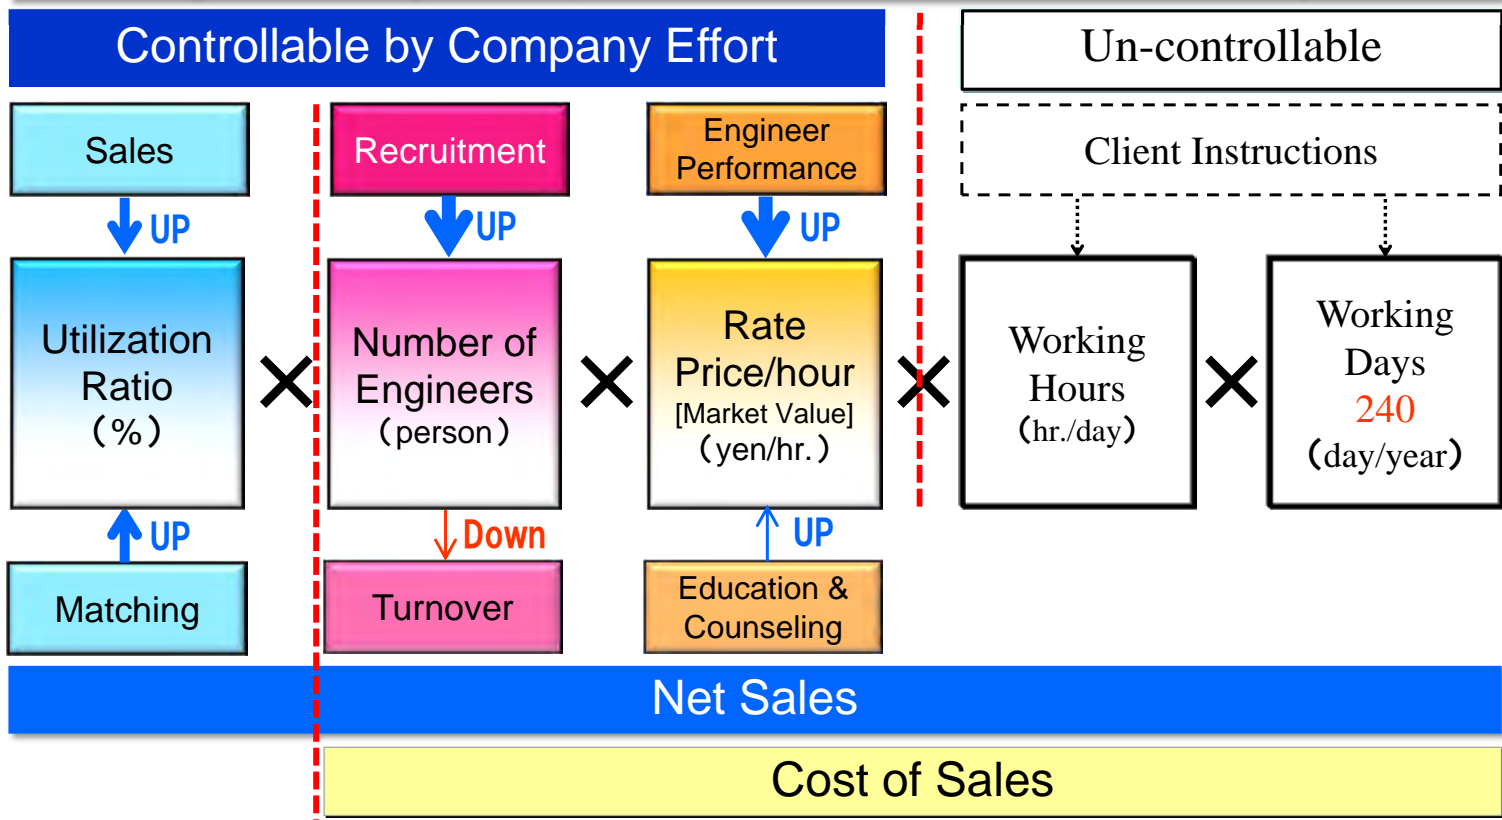 Controllable by Company Effort
Un-controllable
Sales
Recruitment
Engineer
Performance
Client Instructions
UP
UP
UP
Utilization
Ratio
(%)
×
Number of
Engineers
(person)
×
Rate
Price/hour
[Market Value]
(yen/hr.)
×
Working
Hours
(hr./day)
×
Working
Days
240
(day/year)
UP
Down
UP
Matching
Turnover
Education &
Counseling
Net Sales
Cost of Sales